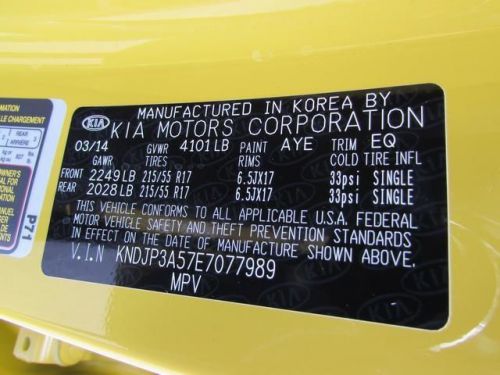 MANUFACTURED IN KOREA BY
KIA KIA MOTORS CORPORATION
03/14 GVWR 4101LB PAINT AYE TRIM EQ
GAWR TIRES RIMS COLD TIRE INFL
FRONT 2249LB 215/55 R17 6.5JX17 33psi SINGLE
REAR 2028LB 215/55 R17 6.5JX17 33psi SINGLE
THIS VEHICLE CONFORMS TO ALL APPLICABLE U.S.A. FEDERAL
MOTOR VEHICLE SAFETY AND THEFT PREVENTION STANDARDS
IN EFFECT ON THE DATE OF MANUFACTURE SHOWN ABOVE.
V.I.N KNDJP3A57E7077989
MPV
REAR
P71